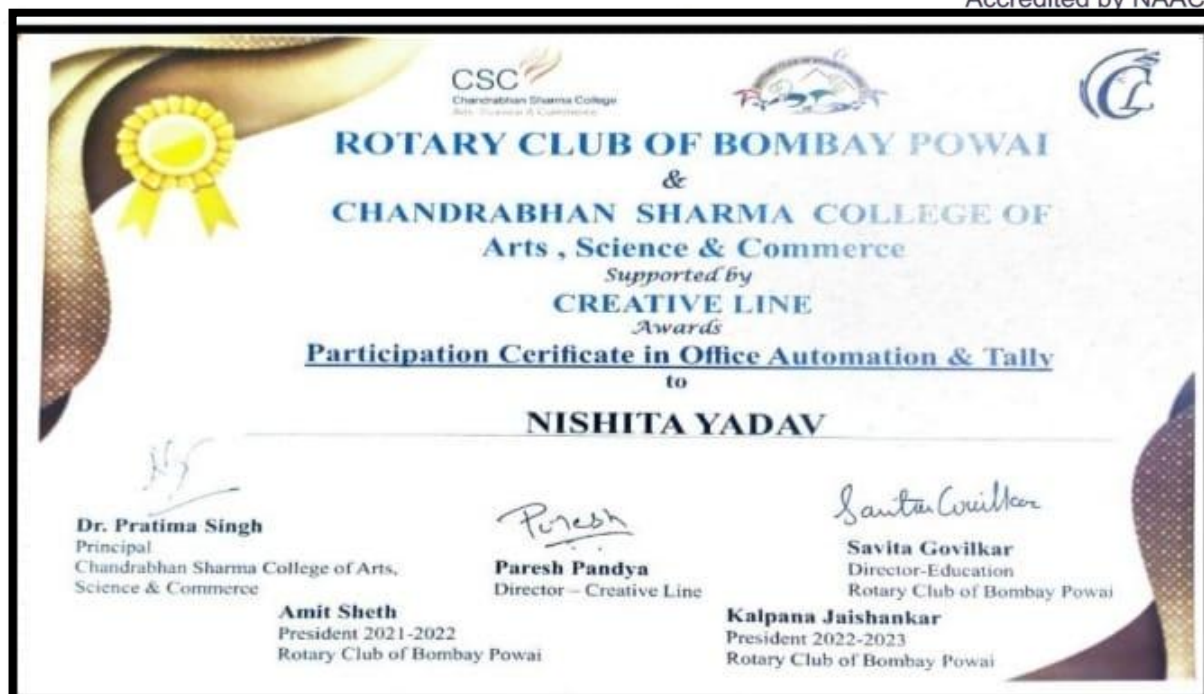 Accredited by NAAC
CSC
Chandrabhan Sharma College
Arts, Science & Commerce
CL
ROTARY CLUB OF BOMBAY POWAI
&
CHANDRABHAN SHARMA COLLEGE OF
Arts , Science & Commerce
Supported by
CREATIVE LINE
Awards
Participation Cerificate in Office Automation & Tally
to
NISHITA YADAV
Paresh
Dr. Pratima Singh
Principal
Chandrabhan Sharma College of Arts,
Science & Commerce
Paresh Pandya
Director – Creative Line
Savita Govilkar
Director-Education
Rotary Club of Bombay Powai
Amit Sheth
President 2021-2022
Rotary Club of Bombay Powai
Kalpana Jaishankar
President 2022-2023
Rotary Club of Bombay Powai